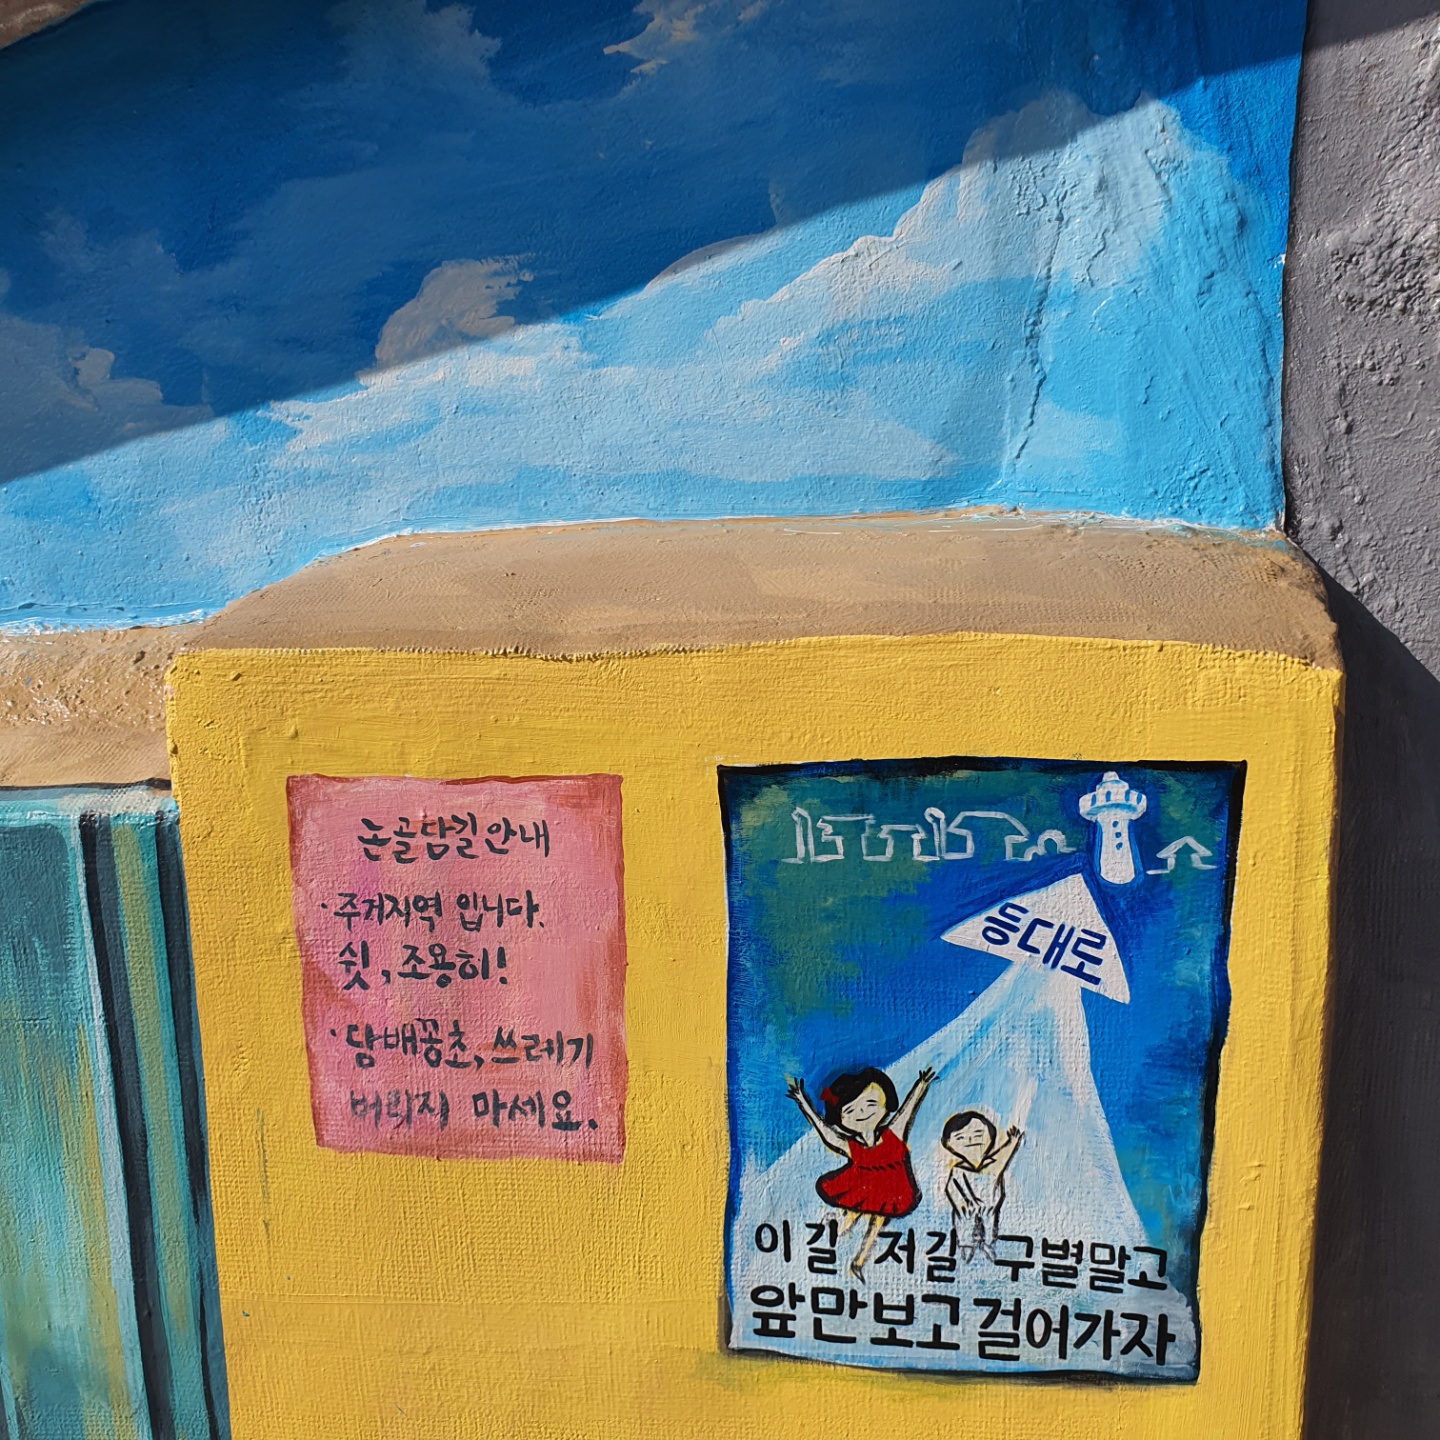 논골담길안내
·주거지역 입니다.
쉿, 조용히!
·담배꽁초, 쓰레기
버리지 마세요.
등대로
이길 저길 구별말고
앞만보고 걸어가자